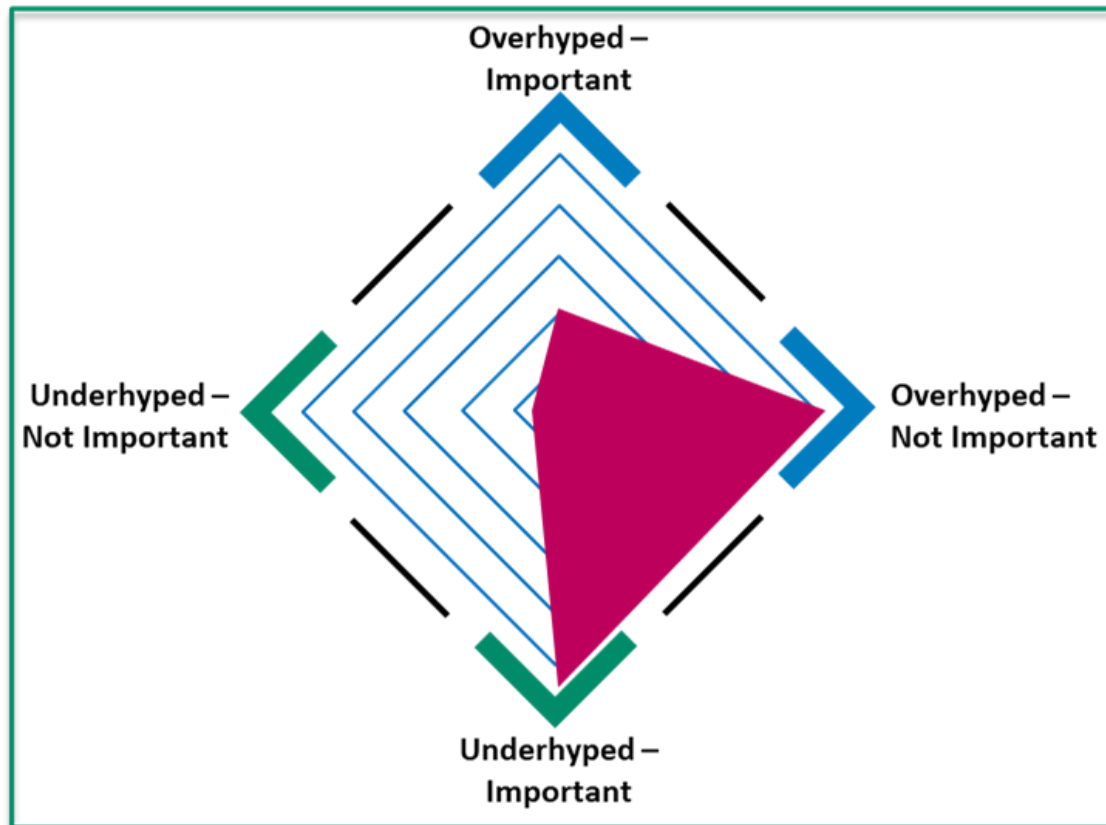 Overhyped –
Important
Underhyped –
Not Important
Overhyped –
Not Important
Underhyped –
Important